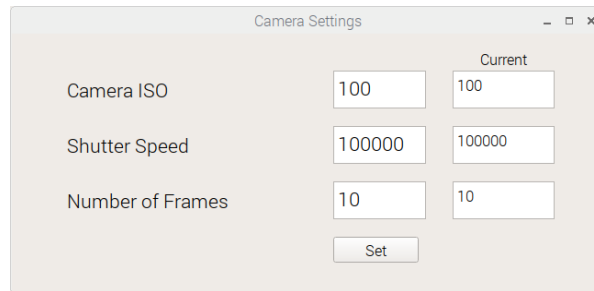 Camera Settings
Current
Camera ISO 100 100
Shutter Speed 100000 100000
Number of Frames 10 10
Set